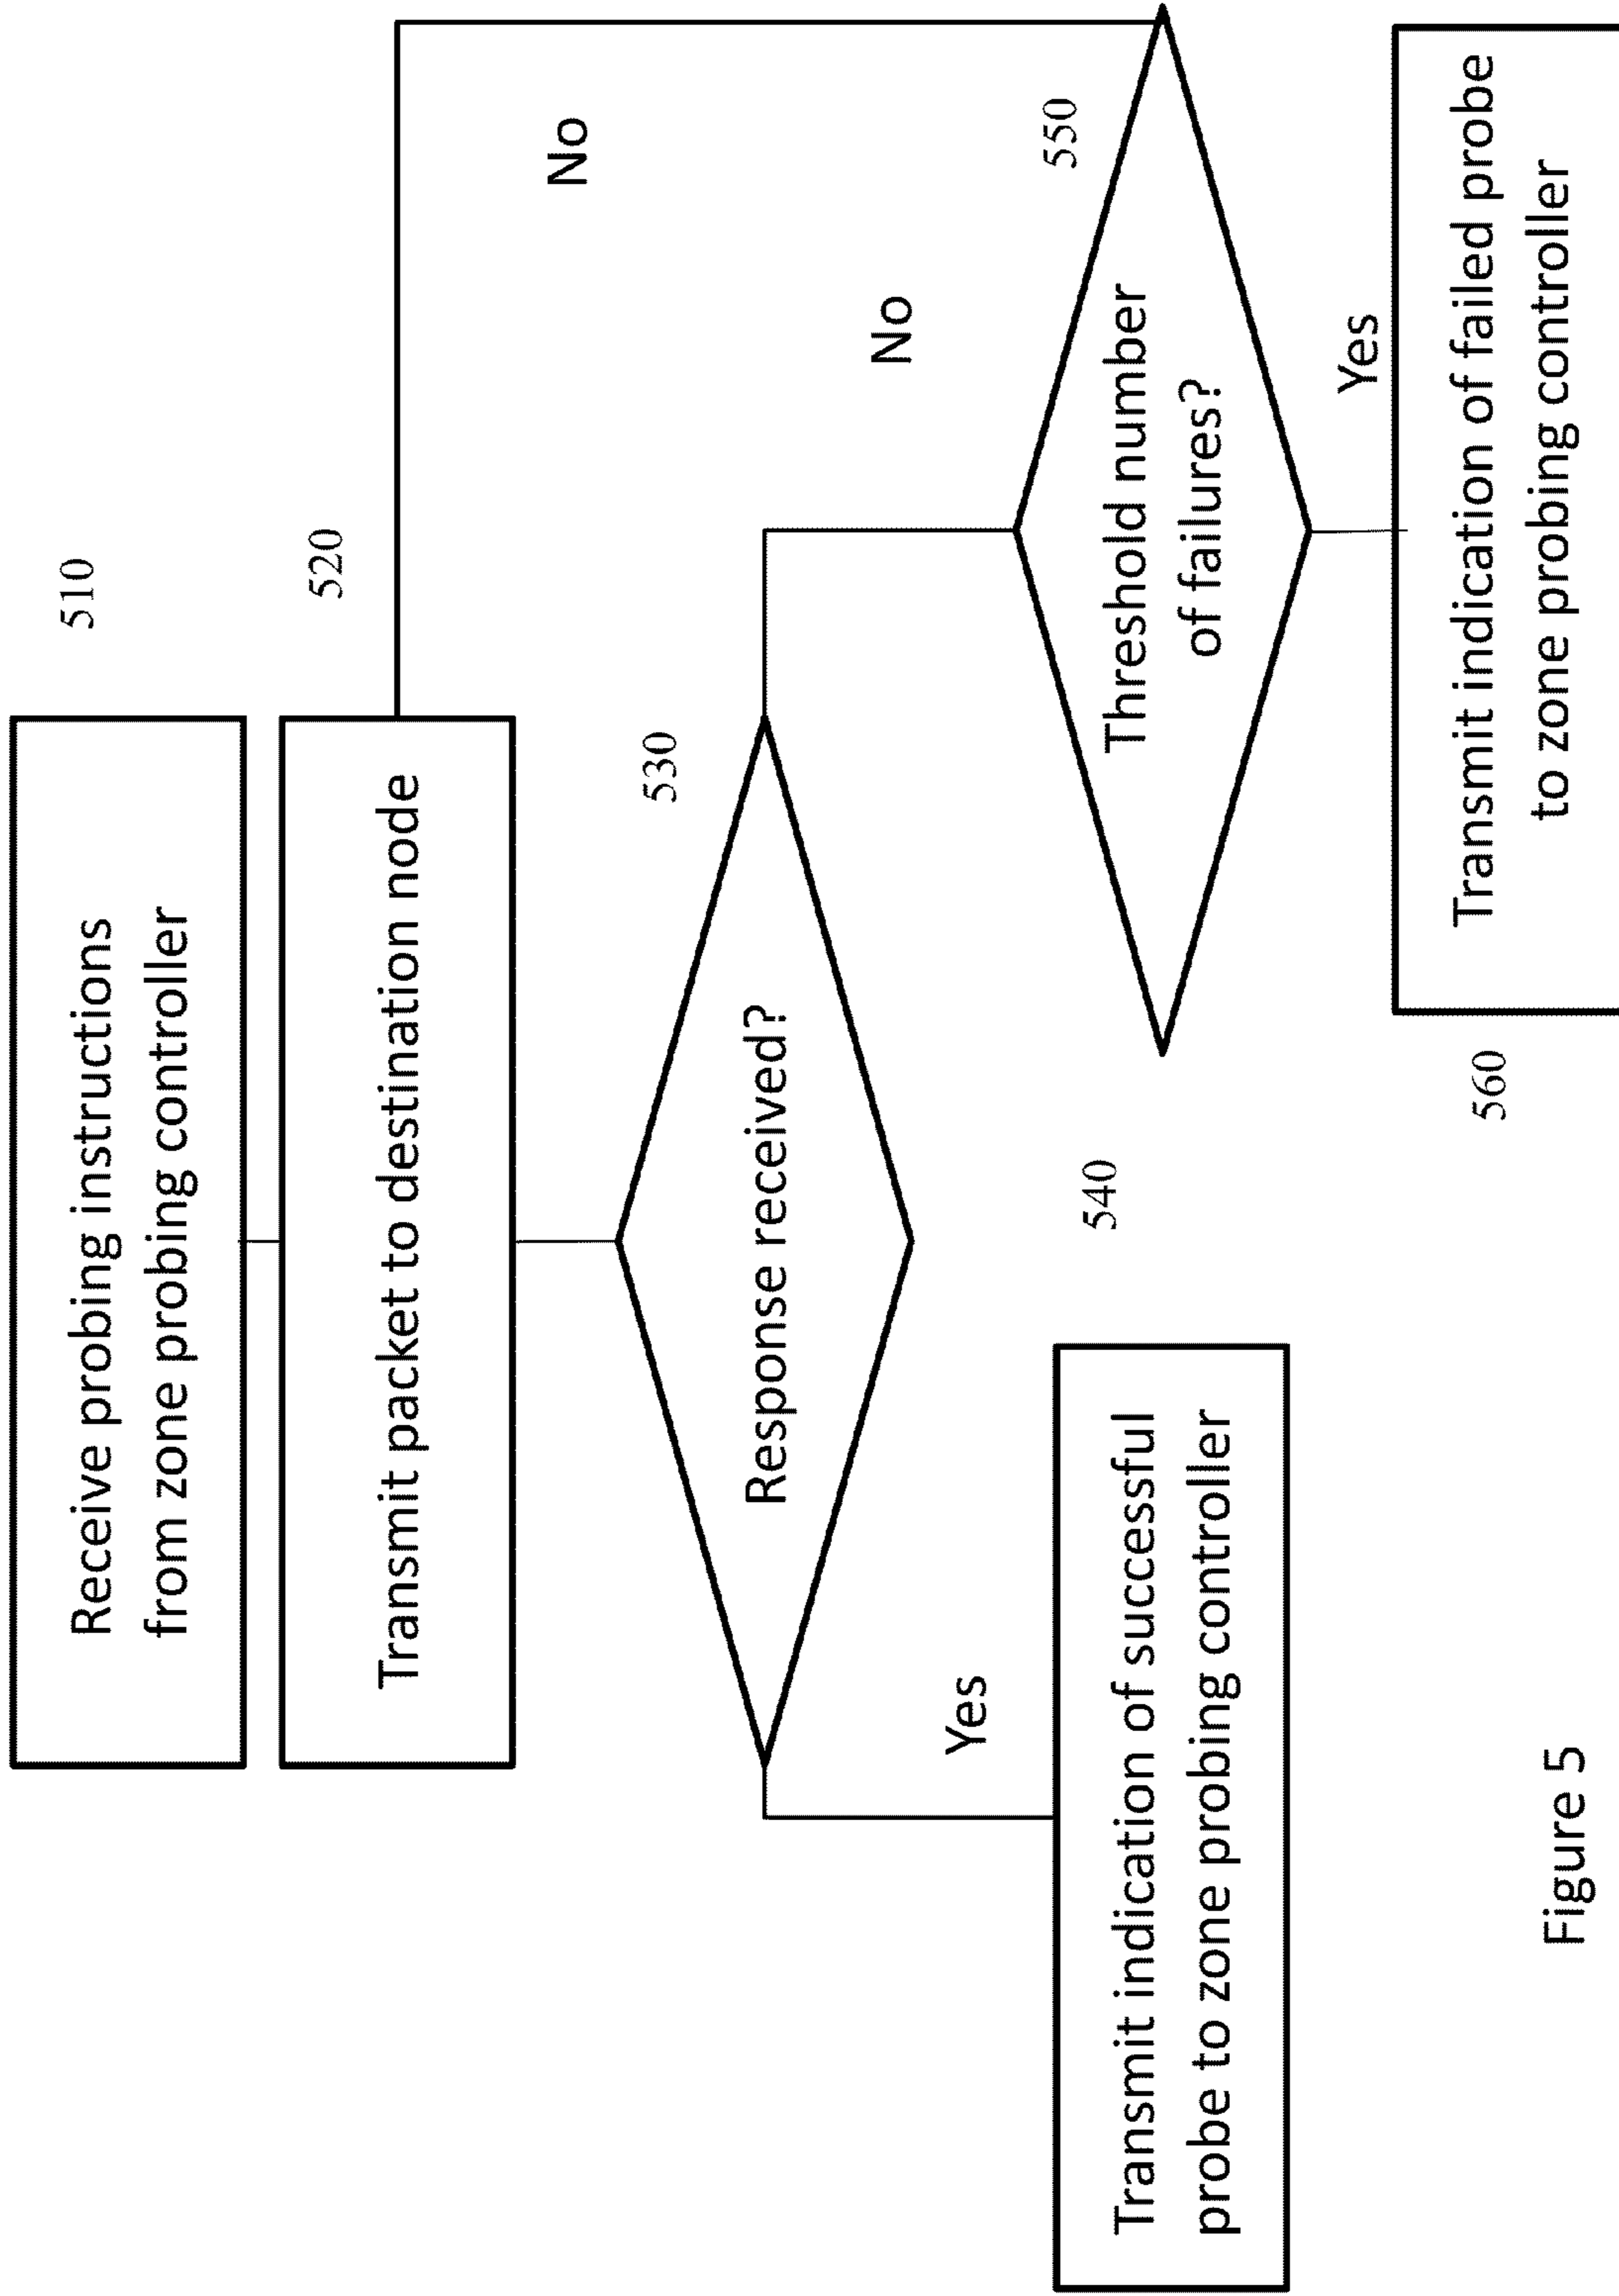 510
Receive probing instructions
from zone probing controller
520
Transmit packet to destination node
No
530
Response received?
No
Yes
540
Transmit indication of successful
probe to zone probing controller
550
Threshold number
of failures?
Yes
560
Transmit indication of failed probe
to zone probing controller
Figure 5